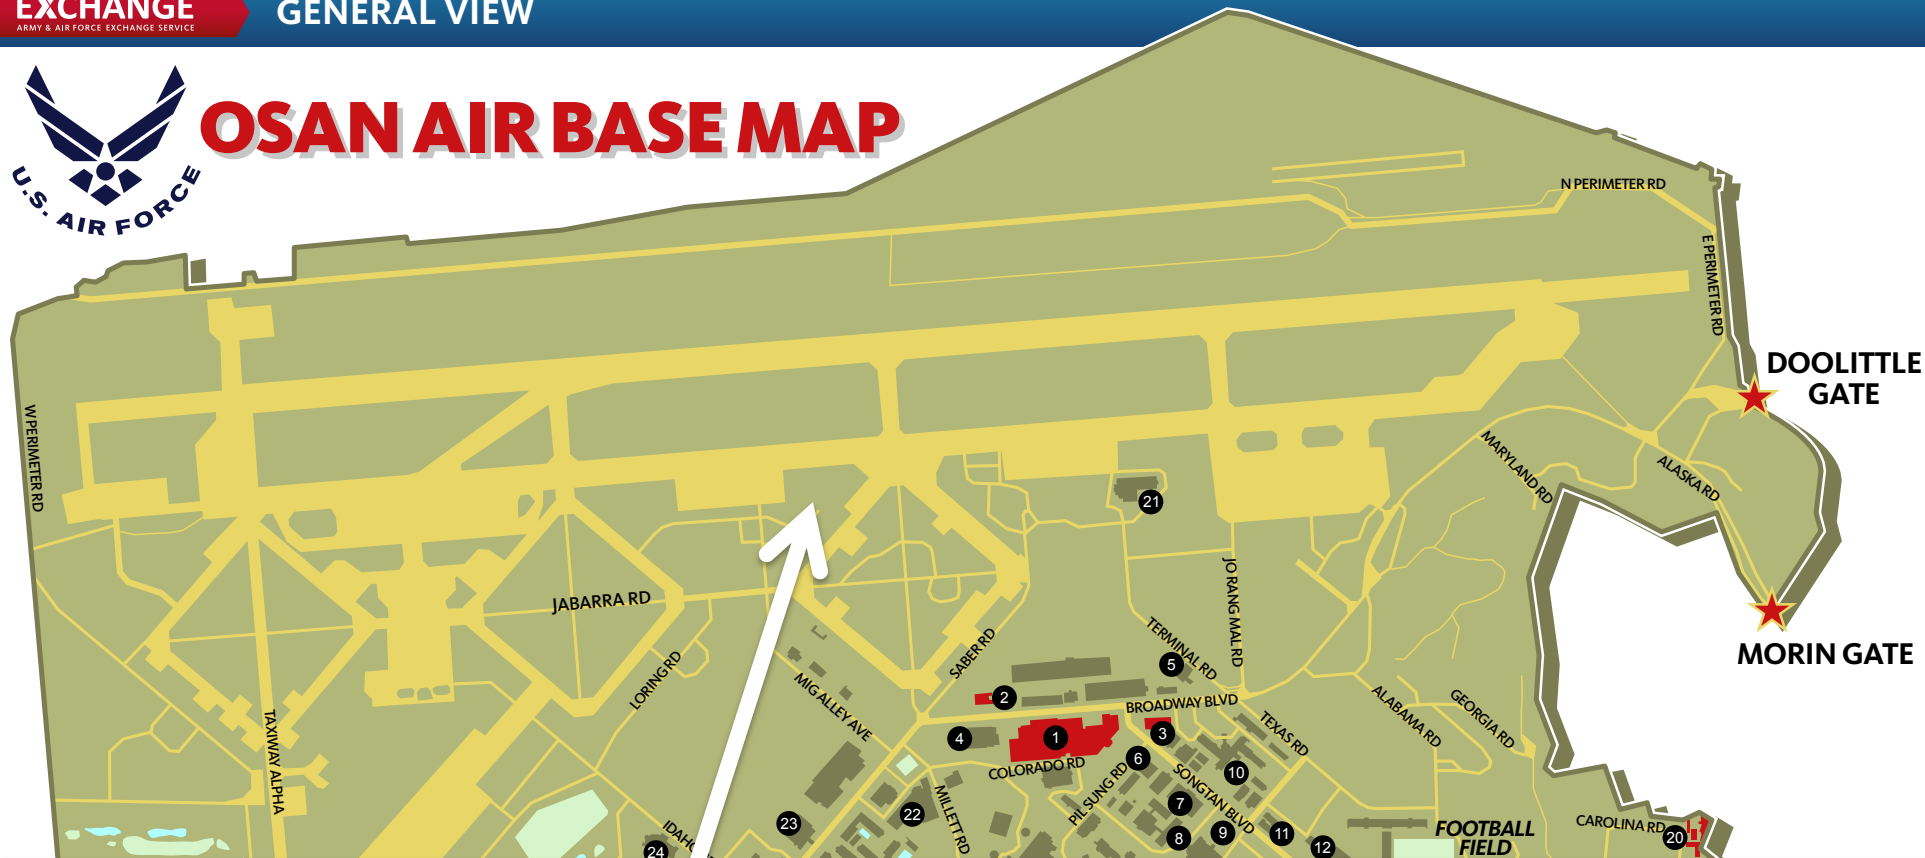 EXCHANGE
ARMY & AIR FORCE EXCHANGE SERVICE
GENERAL VIEW
U.S. AIR FORCE
OSAN AIR BASE MAP
N PERIMETER RD
E PERIMETER RD
DOOLITTLE
GATE
W PERIMETER RD
MARYLAND RD
ALASKA RD
21
JABARRA RD
JO RANG MAL RD
MORIN GATE
TERMINAL RD
SABER RD
LORING RD
5
2
MIG ALLEY AVE
BROADWAY BLVD
ALABAMA RD
GEORGIA RD
TEXAS RD
TAXIWAY ALPHA
4
1
3
6
COLORADO RD
10
PIL SUNG RD
SONGTAN BLVD
7
22
MILLETT RD
23
8
9
11
12
FOOTBALL
FIELD
CAROLINA RD
20
24